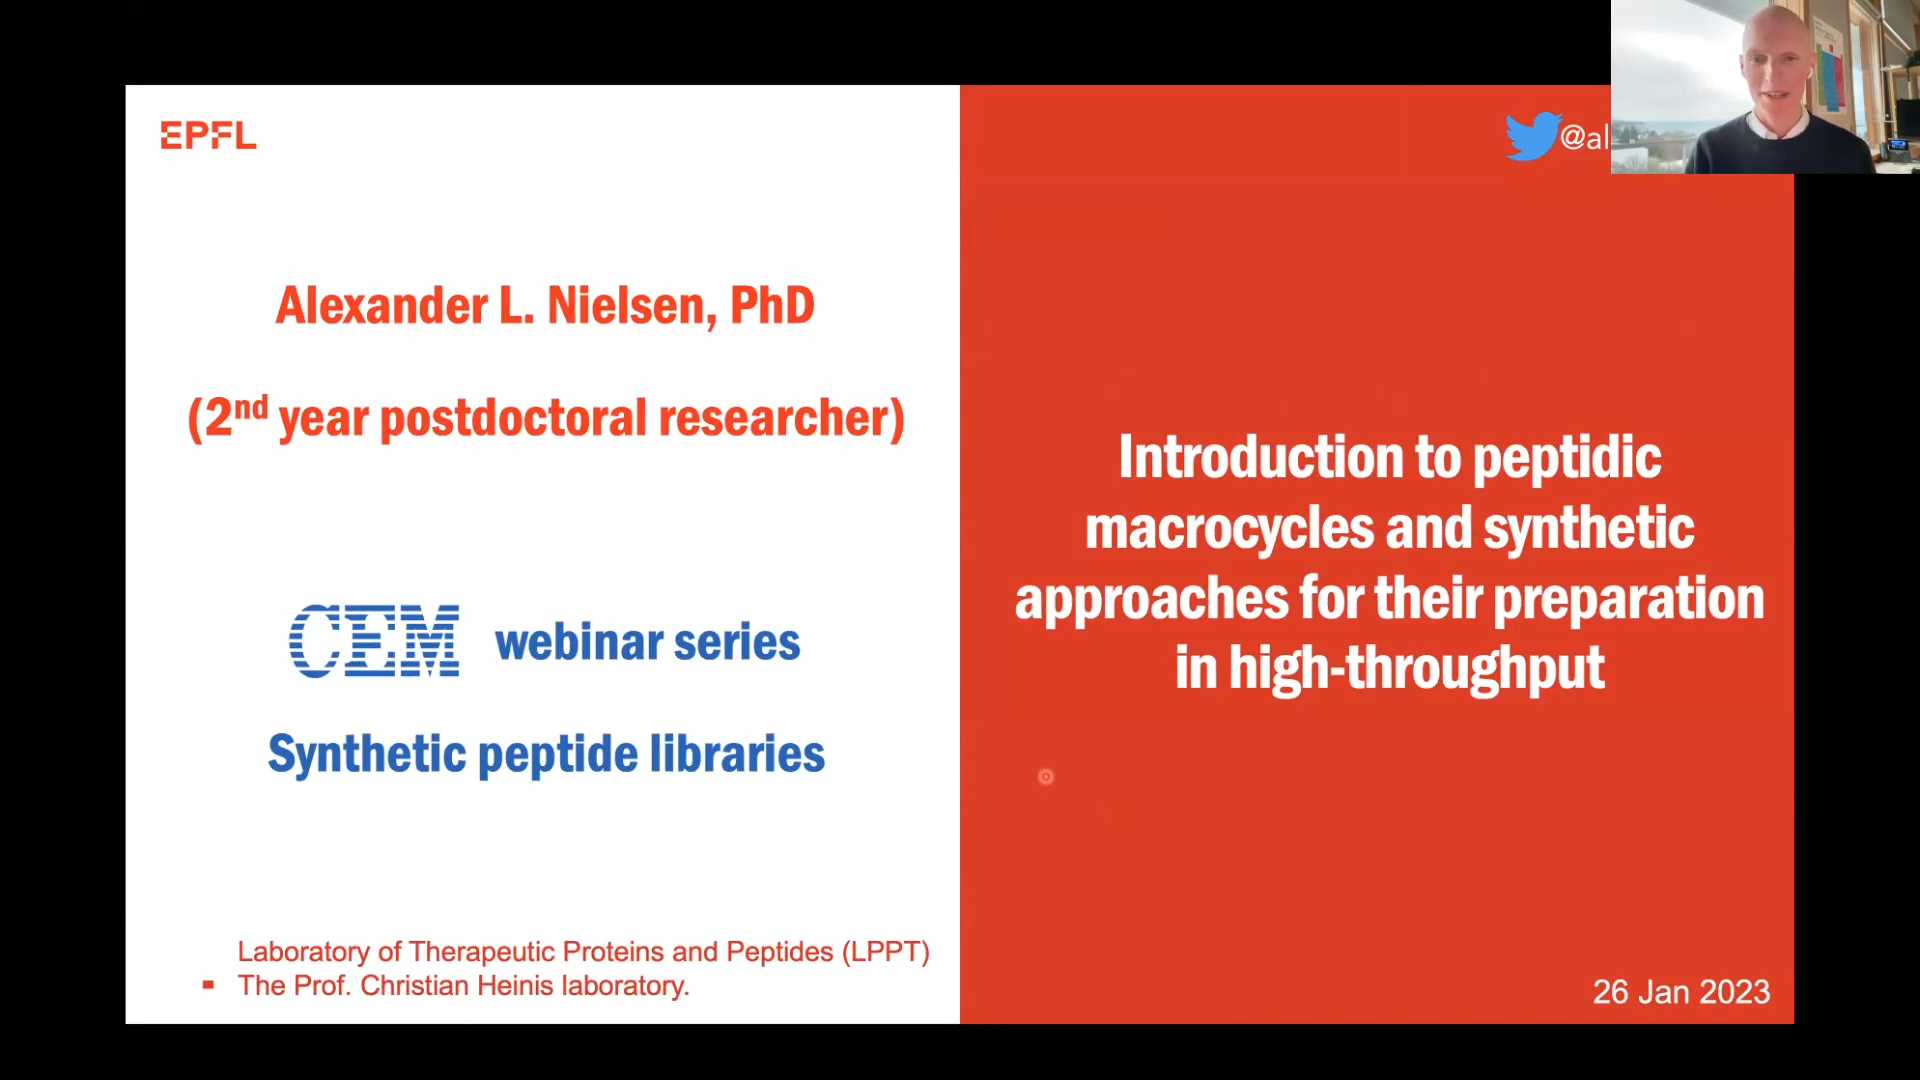 EPFL
Alexander L. Nielsen, PhD
(2nd year postdoctoral researcher)
CEM webinar series
Synthetic peptide libraries
Laboratory of Therapeutic Proteins and Peptides (LPPT)
The Prof. Christian Heinis laboratory.
@al
Introduction to peptidic
macrocycles and synthetic
approaches for their preparation
in high-throughput
26 Jan 2023